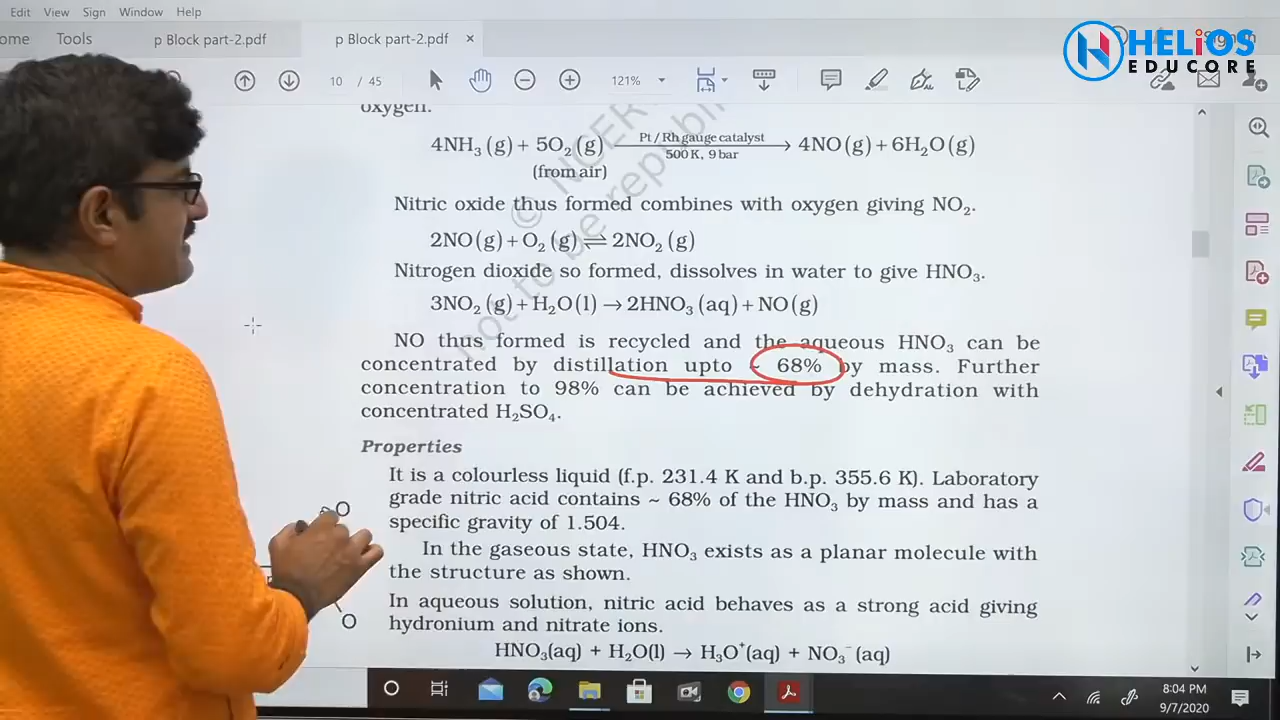 Edit View Sign Window Help
ome Tools p Block part-2.pdf p Block part-2.pdf ×
HELiOS
EDUCORE
10 / 45 121%
oxygen.
4NH₃ (g) + 5O₂ (g) Pt / Rh gauge catalyst 500 K, 9 bar → 4NO (g) + 6H₂O (g)
(from air)
Nitric oxide thus formed combines with oxygen giving NO₂.
2NO (g) + O₂ (g) ⇌ 2NO₂ (g)
Nitrogen dioxide so formed, dissolves in water to give HNO₃.
3NO₂ (g) + H₂O (l) → 2HNO₃ (aq) + NO (g)
NO thus formed is recycled and the aqueous HNO₃ can be
concentrated by distillation upto ~ 68% by mass. Further
concentration to 98% can be achieved by dehydration with
concentrated H₂SO₄.
Properties
It is a colourless liquid (f.p. 231.4 K and b.p. 355.6 K). Laboratory
grade nitric acid contains ~ 68% of the HNO₃ by mass and has a
specific gravity of 1.504.
In the gaseous state, HNO₃ exists as a planar molecule with
the structure as shown.
In aqueous solution, nitric acid behaves as a strong acid giving
hydronium and nitrate ions.
HNO₃(aq) + H₂O(l) → H₃O⁺(aq) + NO₃⁻ (aq)
O
O
8:04 PM
9/7/2020